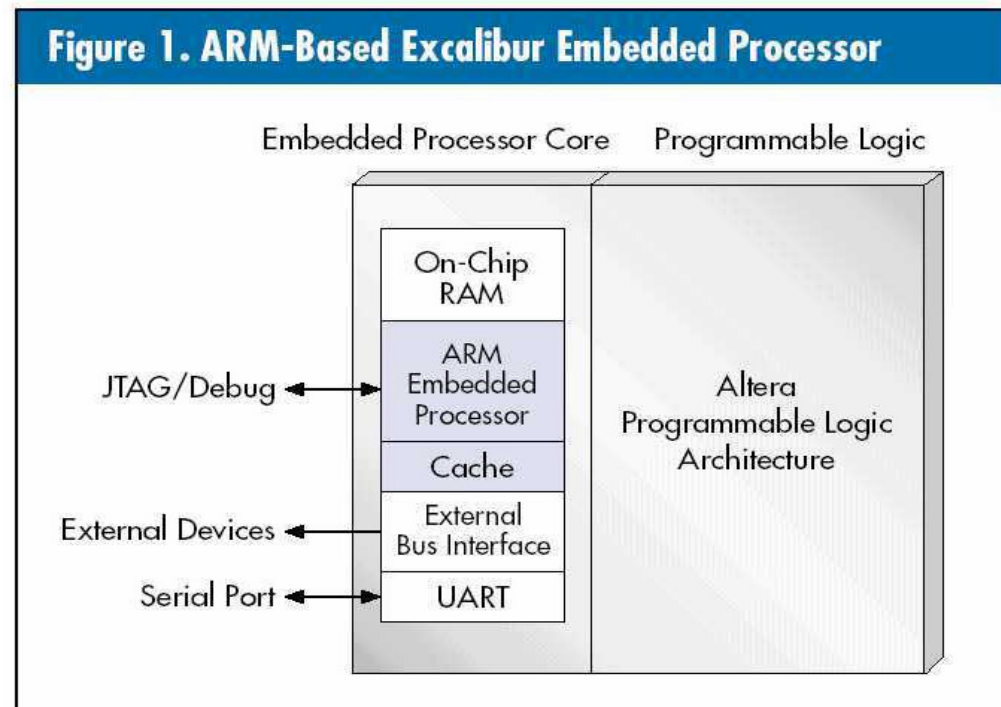 Figure 1. ARM-Based Excalibur Embedded Processor
Embedded Processor Core
Programmable Logic
On-Chip
RAM
JTAG/Debug
ARM
Embedded
Processor
Cache
External Devices
External
Bus Interface
Serial Port
UART
Altera
Programmable Logic
Architecture